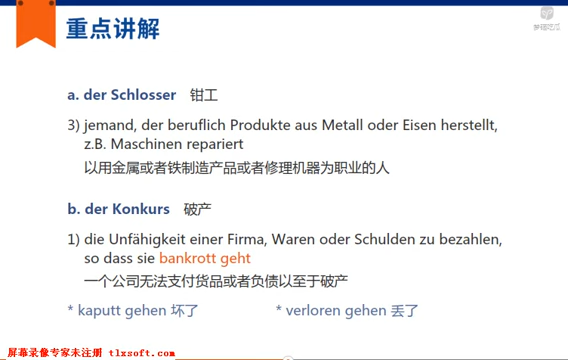 重点讲解
a. der Schlosser 钳工
3) jemand, der beruflich Produkte aus Metall oder Eisen herstellt,
z.B. Maschinen repariert
以用金属或者铁制造产品或者修理机器为职业的人
b. der Konkurs 破产
1) die Unfähigkeit einer Firma, Waren oder Schulden zu bezahlen,
so dass sie bankrott geht
一个公司无法支付货品或者负债以至于破产
* kaputt gehen 坏了 * verloren gehen 丢了
屏幕录像专家未注册 tlxsoft.com